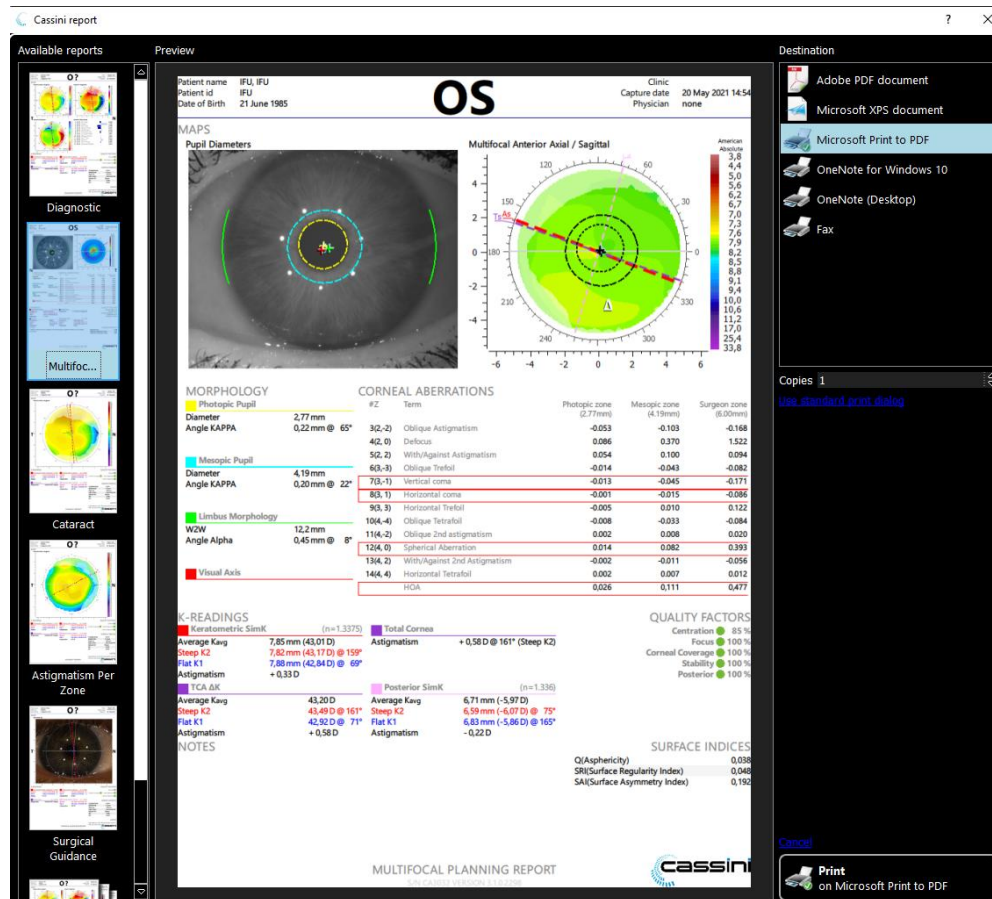 Cassini report
? ×
Available reports
Diagnostic
Multifoc...
Cataract
Astigmatism Per
Zone
Surgical
Guidance
Preview
Patient name IFU, IFU
Patient id IFU
Date of Birth 21 June 1985
OS
Clinic
Capture date 20 May 2021 14:54
Physician none
MAPS
Pupil Diameters
Multifocal Anterior Axial / Sagittal
American
Absolute
3,8
4,4
5,0
5,6
6,2
6,7
7,0
7,3
7,6
7,9
8,2
8,5
8,8
9,1
9,4
10,0
10,6
11,2
17,0
25,4
33,8
120 60
150 30
180 0
210 330
240 300
Ts As
4
2
0
-2
-4
-6 -4 -2 0 2 4 6
MORPHOLOGY
Photopic Pupil
Diameter 2,77 mm
Angle KAPPA 0,22 mm @ 65°
Mesopic Pupil
Diameter 4,19 mm
Angle KAPPA 0,20 mm @ 22°
Limbus Morphology
W2W 12,2 mm
Angle Alpha 0,45 mm @ 8°
Visual Axis
CORNEAL ABERRATIONS
#Z Term Photopic zone (2.77mm) Mesopic zone (4.19mm) Surgeon zone (6.00mm)
3(2,-2) Oblique Astigmatism -0.053 -0.103 -0.168
4(2, 0) Defocus 0.086 0.370 1.522
5(2, 2) With/Against Astigmatism 0.054 0.100 0.094
6(3,-3) Oblique Trefoil -0.014 -0.043 -0.082
7(3,-1) Vertical coma -0.013 -0.045 -0.171
8(3, 1) Horizontal coma -0.001 -0.015 -0.086
9(3, 3) Horizontal Trefoil -0.005 0.010 0.122
10(4,-4) Oblique Tetrafoil -0.008 -0.033 -0.084
11(4,-2) Oblique 2nd astigmatism 0.002 0.008 0.020
12(4, 0) Spherical Aberration 0.014 0.082 0.393
13(4, 2) With/Against 2nd Astigmatism -0.002 -0.011 -0.056
14(4, 4) Horizontal Tetrafoil 0.002 0.007 0.012
HOA 0,026 0,111 0,477
K-READINGS
Keratometric SimK (n=1.3375)
Average Kavg 7,85 mm (43,01 D)
Steep K2 7,82 mm (43,17 D) @ 159°
Flat K1 7,88 mm (42,84 D) @ 69°
Astigmatism + 0,33 D
Total Cornea
Astigmatism + 0,58 D @ 161° (Steep K2)
TCA ΔK
Average Kavg 43,20 D
Steep K2 43,49 D @ 161°
Flat K1 42,92 D @ 71°
Astigmatism + 0,58 D
Posterior SimK (n=1.336)
Average Kavg 6,71 mm (-5,97 D)
Steep K2 6,59 mm (-6,07 D) @ 75°
Flat K1 6,83 mm (-5,86 D) @ 165°
Astigmatism - 0,22 D
QUALITY FACTORS
Centration 85 %
Focus 100 %
Corneal Coverage 100 %
Stability 100 %
Posterior 100 %
NOTES
SURFACE INDICES
Q(Asphericity) 0,038
SRI(Surface Regularity Index) 0,048
SAI(Surface Asymmetry Index) 0,192
MULTIFOCAL PLANNING REPORT
cassini
Destination
Adobe PDF document
Microsoft XPS document
Microsoft Print to PDF
OneNote for Windows 10
OneNote (Desktop)
Fax
Copies 1
Use standard print dialog
Cancel
Print
on Microsoft Print to PDF